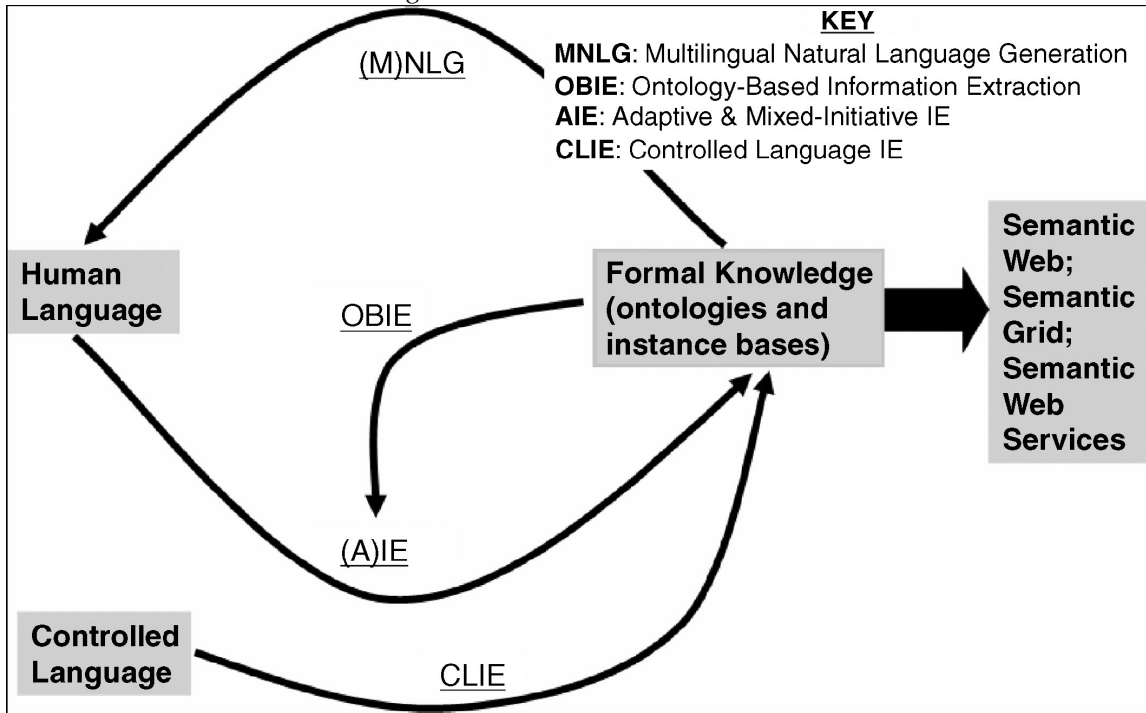 KEY
MNLG: Multilingual Natural Language Generation
OBIE: Ontology-Based Information Extraction
AIE: Adaptive & Mixed-Initiative IE
CLIE: Controlled Language IE
(M)NLG
Human
Language
OBIE
Formal Knowledge
(ontologies and
instance bases)
Semantic
Web;
Semantic
Grid;
Semantic
Web
Services
(A)IE
Controlled
Language
CLIE